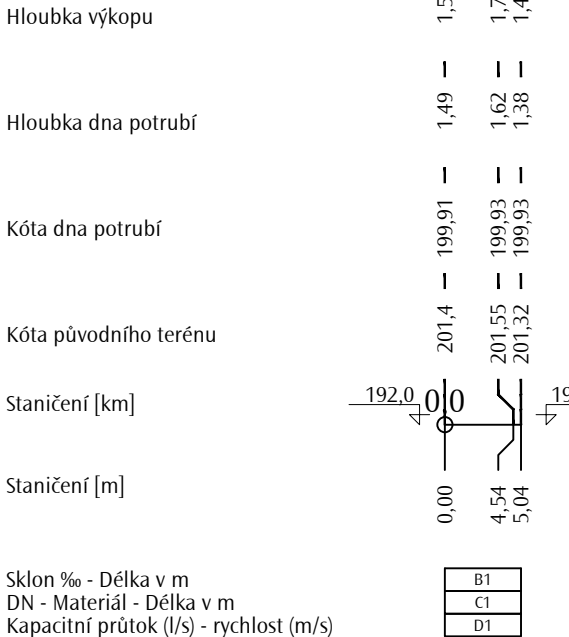 Hloubka výkopu
Hloubka dna potrubí 1,49 1,62 1,38
Kóta dna potrubí 199,91 199,93 199,93
Kóta původního terénu 201,4 201,55 201,32
Staničení [km] 192,0 0,0
Staničení [m] 0,00 4,54 5,04
Sklon ‰ - Délka v m B1
DN - Materiál - Délka v m C1
Kapacitní průtok (l/s) - rychlost (m/s) D1